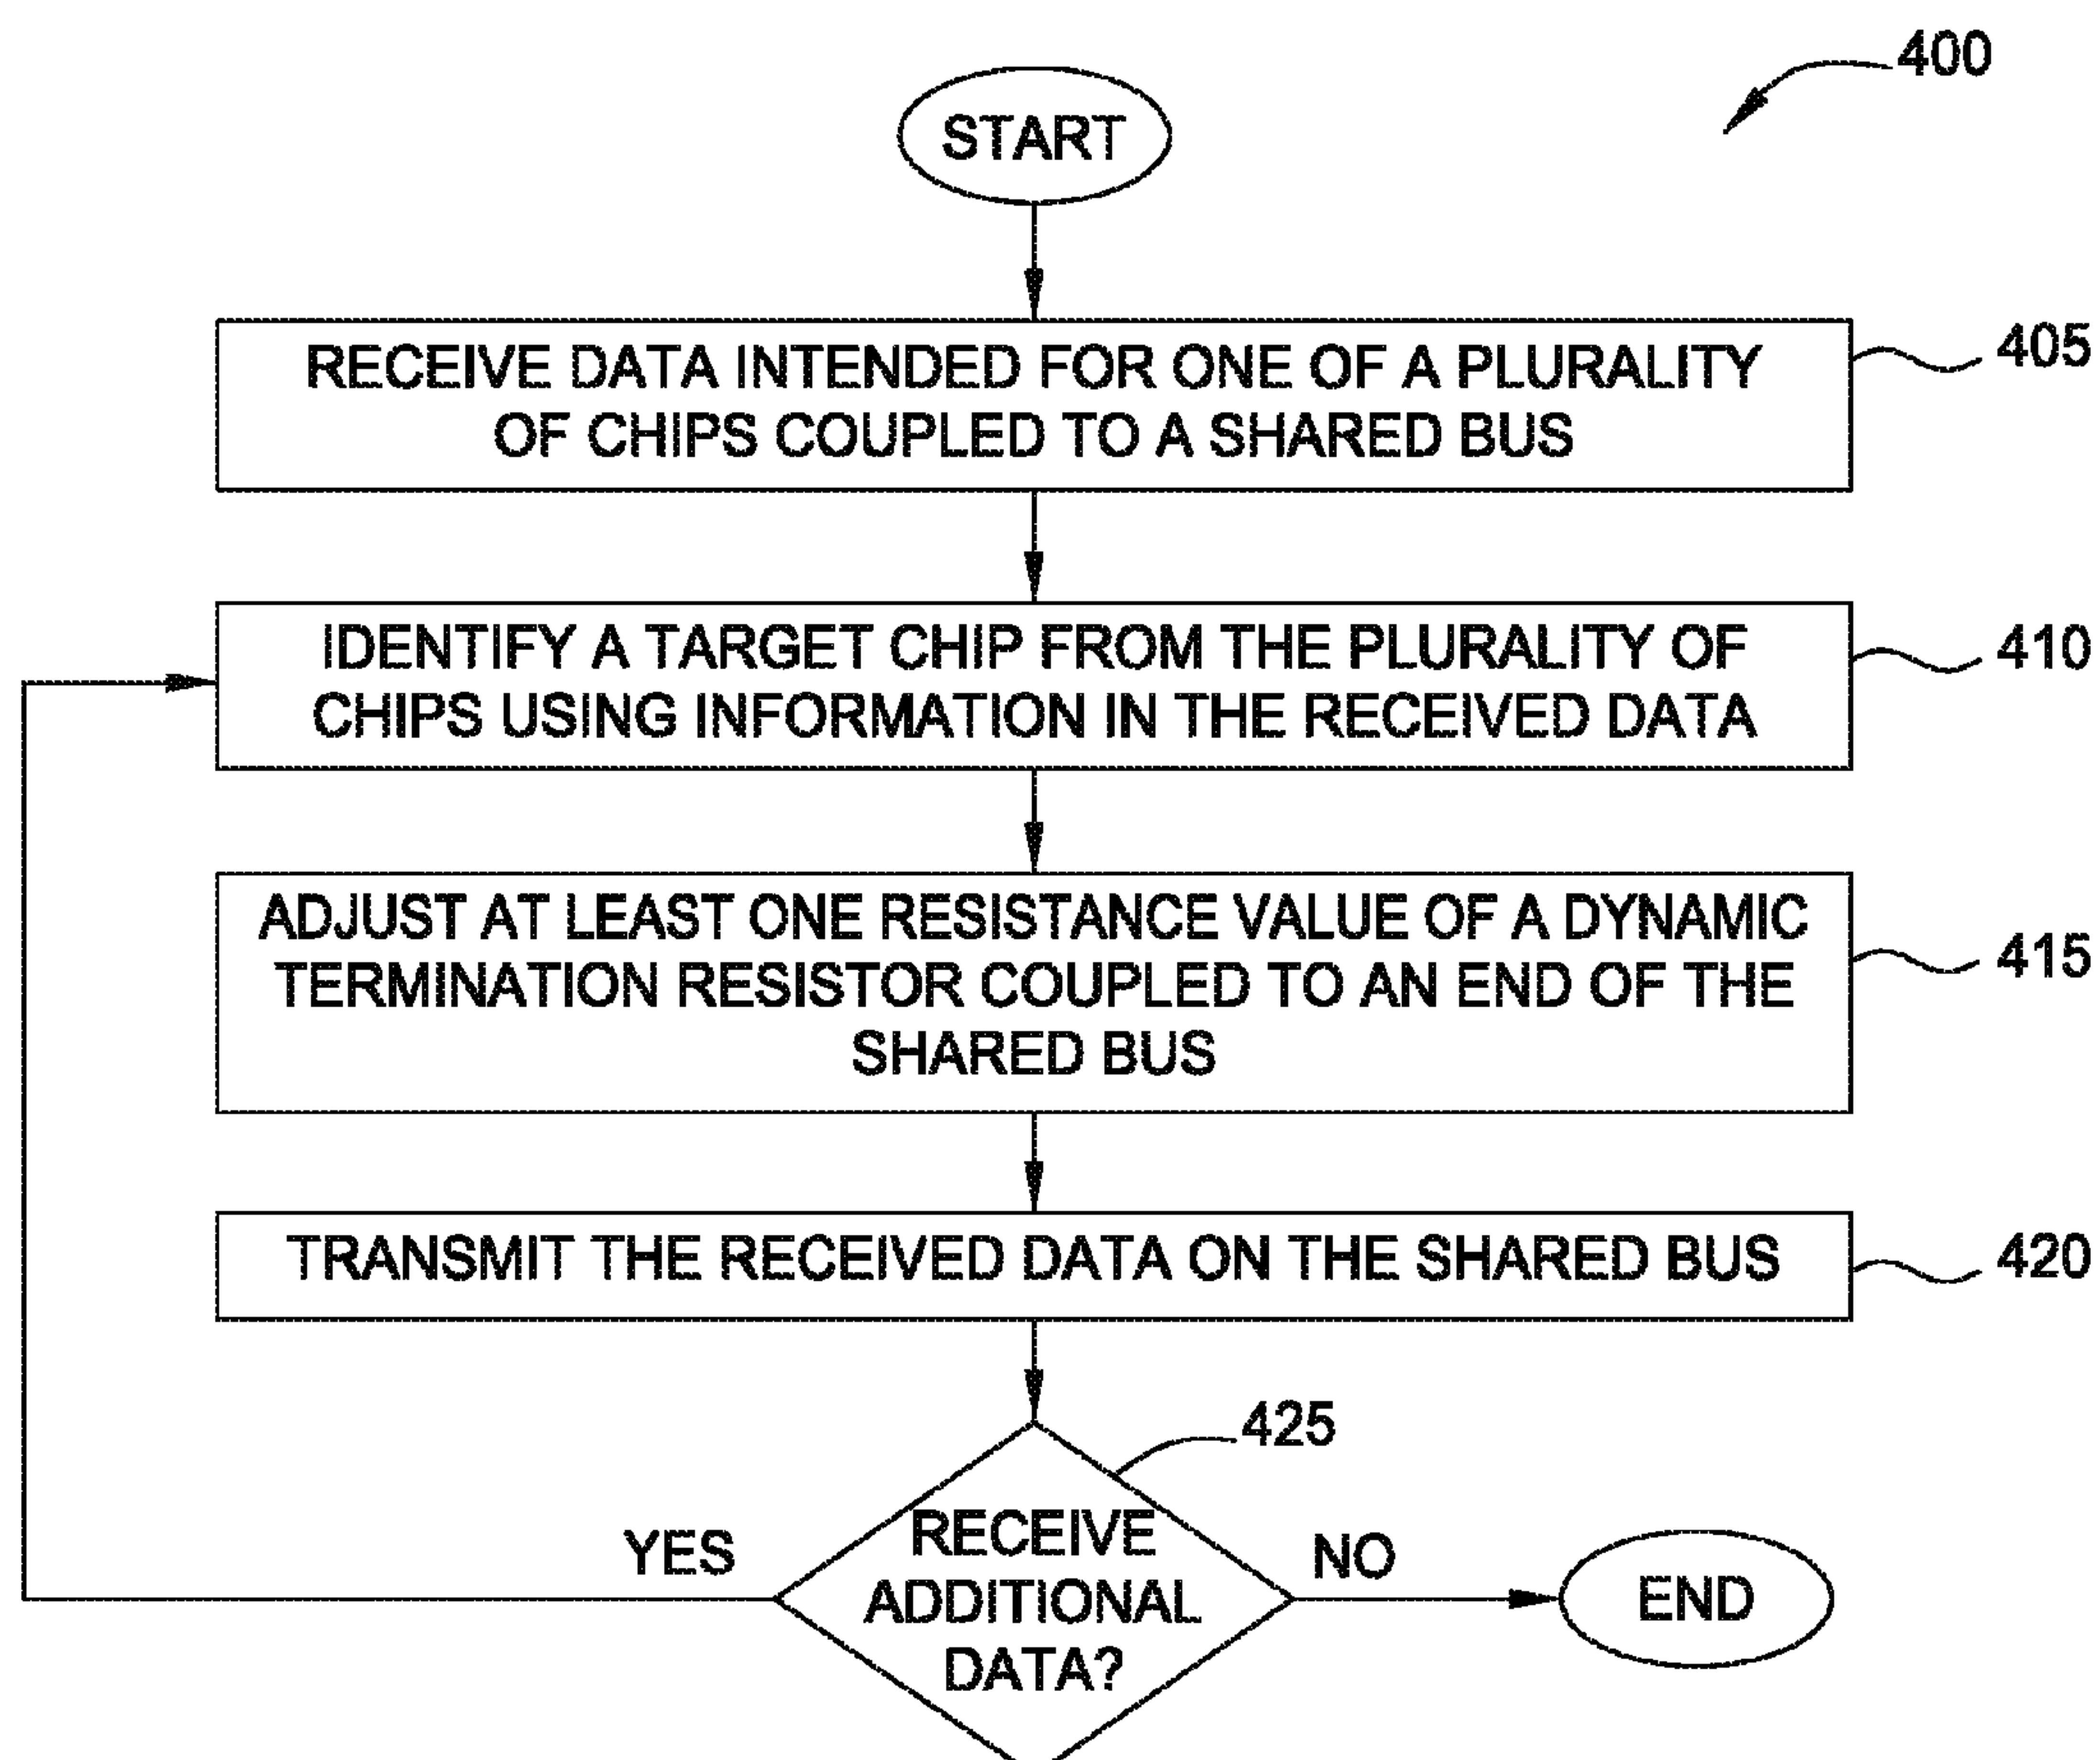 400
START
RECEIVE DATA INTENDED FOR ONE OF A PLURALITY
OF CHIPS COUPLED TO A SHARED BUS
405
IDENTIFY A TARGET CHIP FROM THE PLURALITY OF
CHIPS USING INFORMATION IN THE RECEIVED DATA
410
ADJUST AT LEAST ONE RESISTANCE VALUE OF A DYNAMIC
TERMINATION RESISTOR COUPLED TO AN END OF THE
SHARED BUS
415
TRANSMIT THE RECEIVED DATA ON THE SHARED BUS
420
425
RECEIVE
ADDITIONAL
DATA?
YES
NO
END